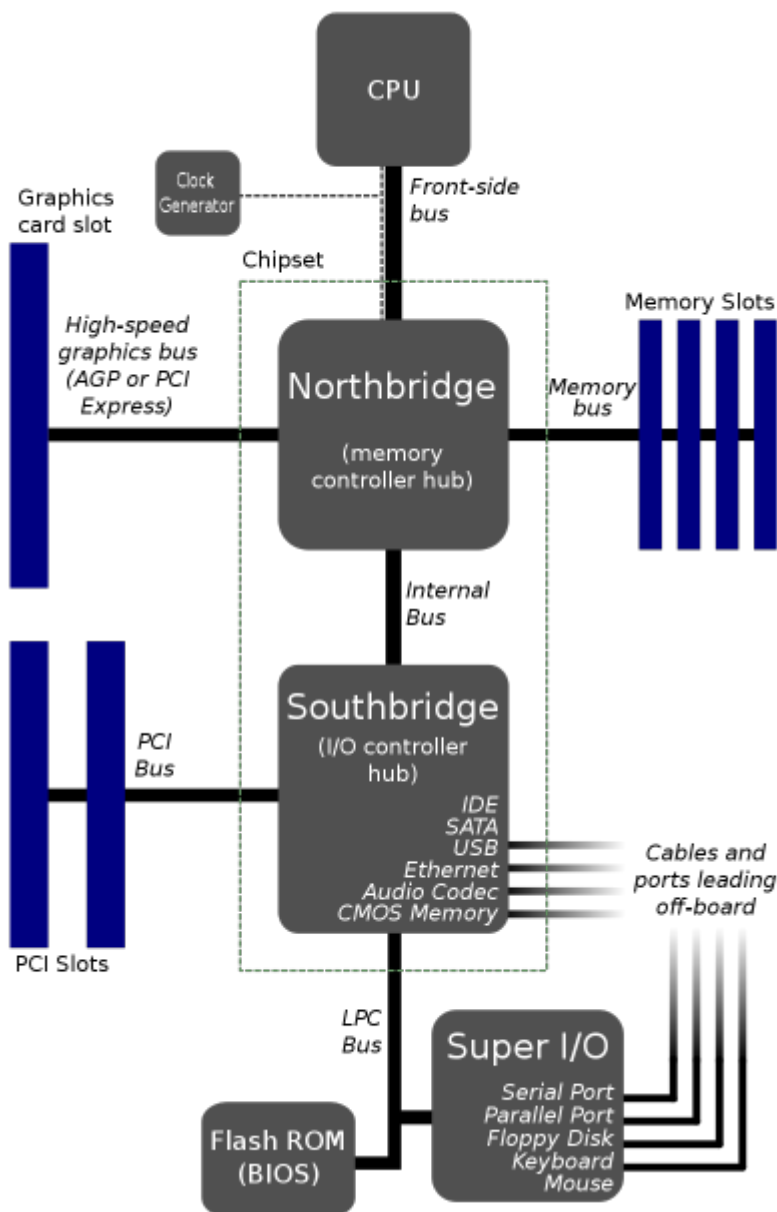 CPU
Clock
Generator
Front-side
bus
Graphics
card slot
Chipset
High-speed
graphics bus
(AGP or PCI
Express)
Northbridge
(memory
controller hub)
Memory
bus
Memory Slots
Internal
Bus
Southbridge
(I/O controller
hub)
PCI
Bus
IDE
SATA
USB
Ethernet
Audio Codec
CMOS Memory
Cables and
ports leading
off-board
PCI Slots
LPC
Bus
Super I/O
Serial Port
Parallel Port
Floppy Disk
Keyboard
Mouse
Flash ROM
(BIOS)